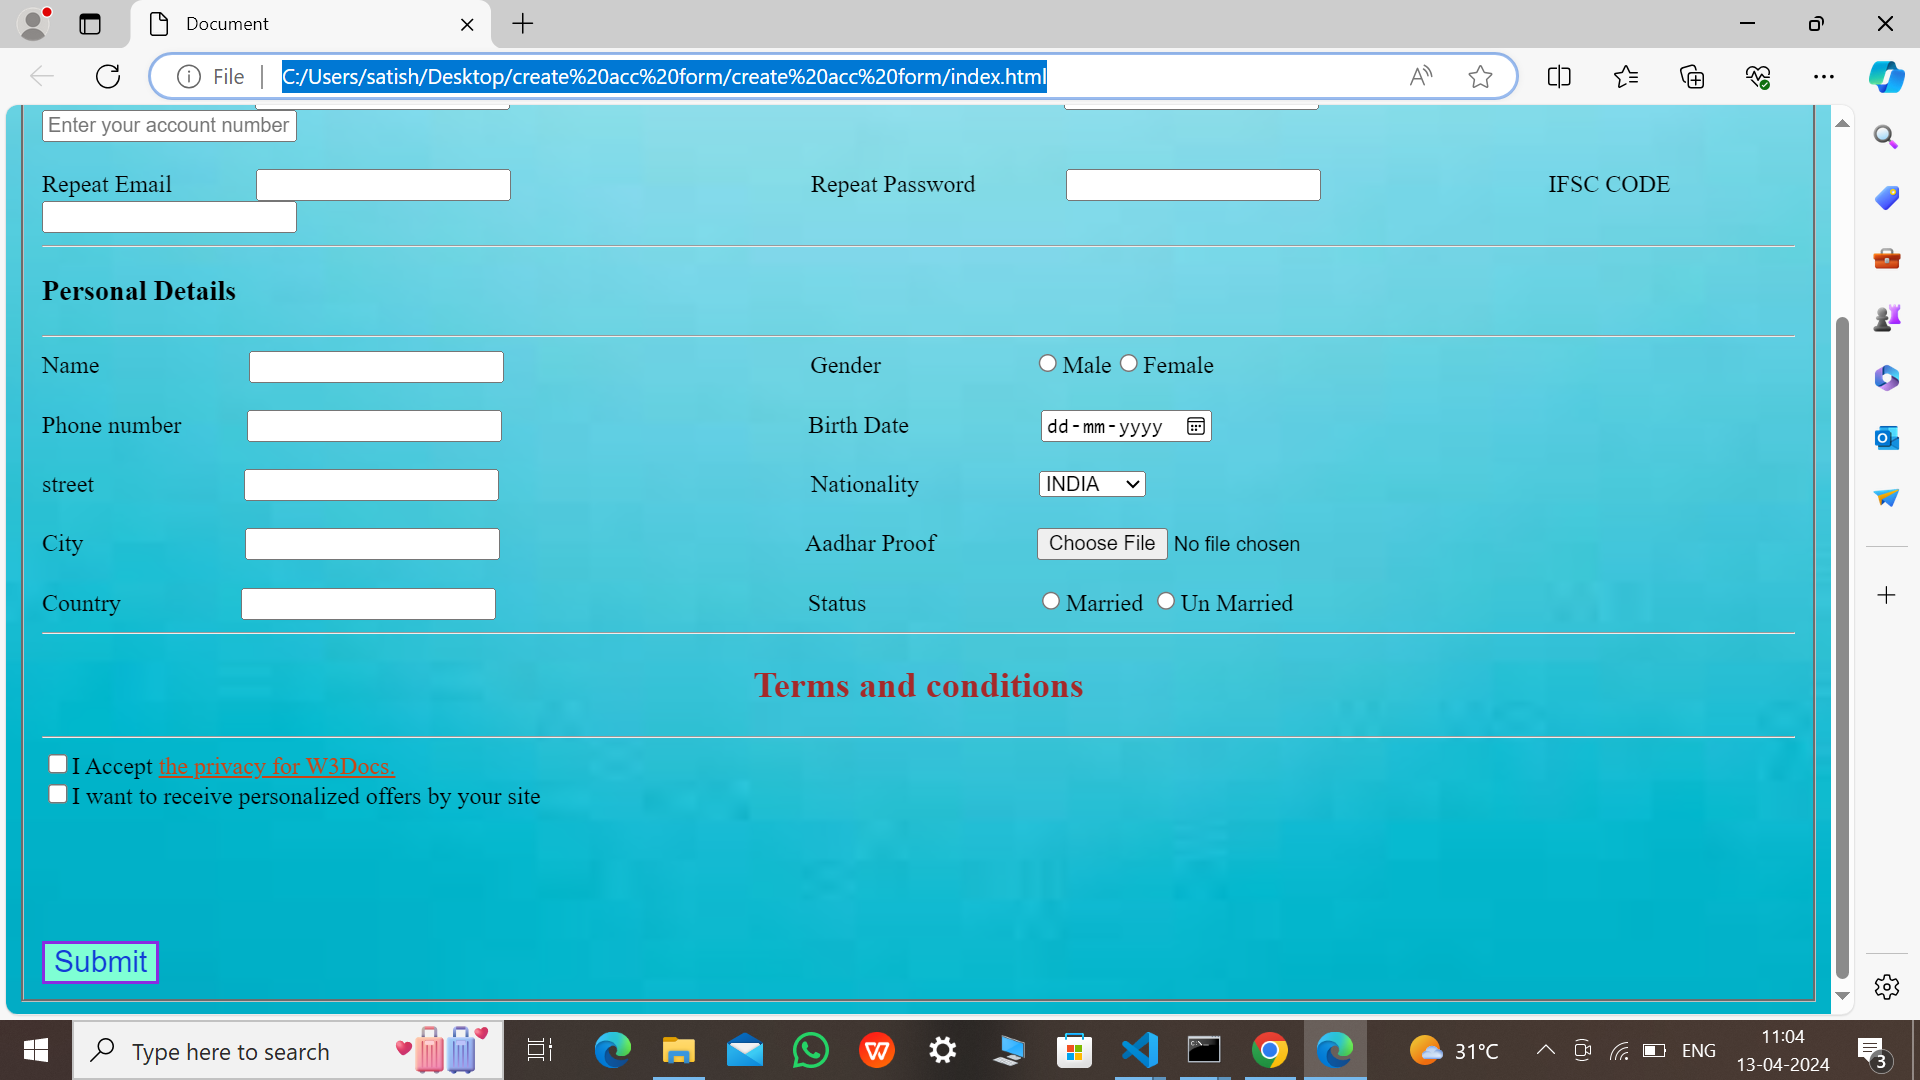 Document
File
C:/Users/satish/Desktop/create%20acc%20form/create%20acc%20form/index.html
Enter your account number
Repeat Email
Repeat Password
IFSC CODE
Personal Details
Name
Gender
Male
Female
Phone number
Birth Date
dd-mm-yyyy
street
Nationality
INDIA
City
Aadhar Proof
Choose File
No file chosen
Country
Status
Married
Un Married
Terms and conditions
I Accept the privacy for W3Docs.
I want to receive personalized offers by your site
Submit
Type here to search
31°C
ENG
11:04
13-04-2024
3